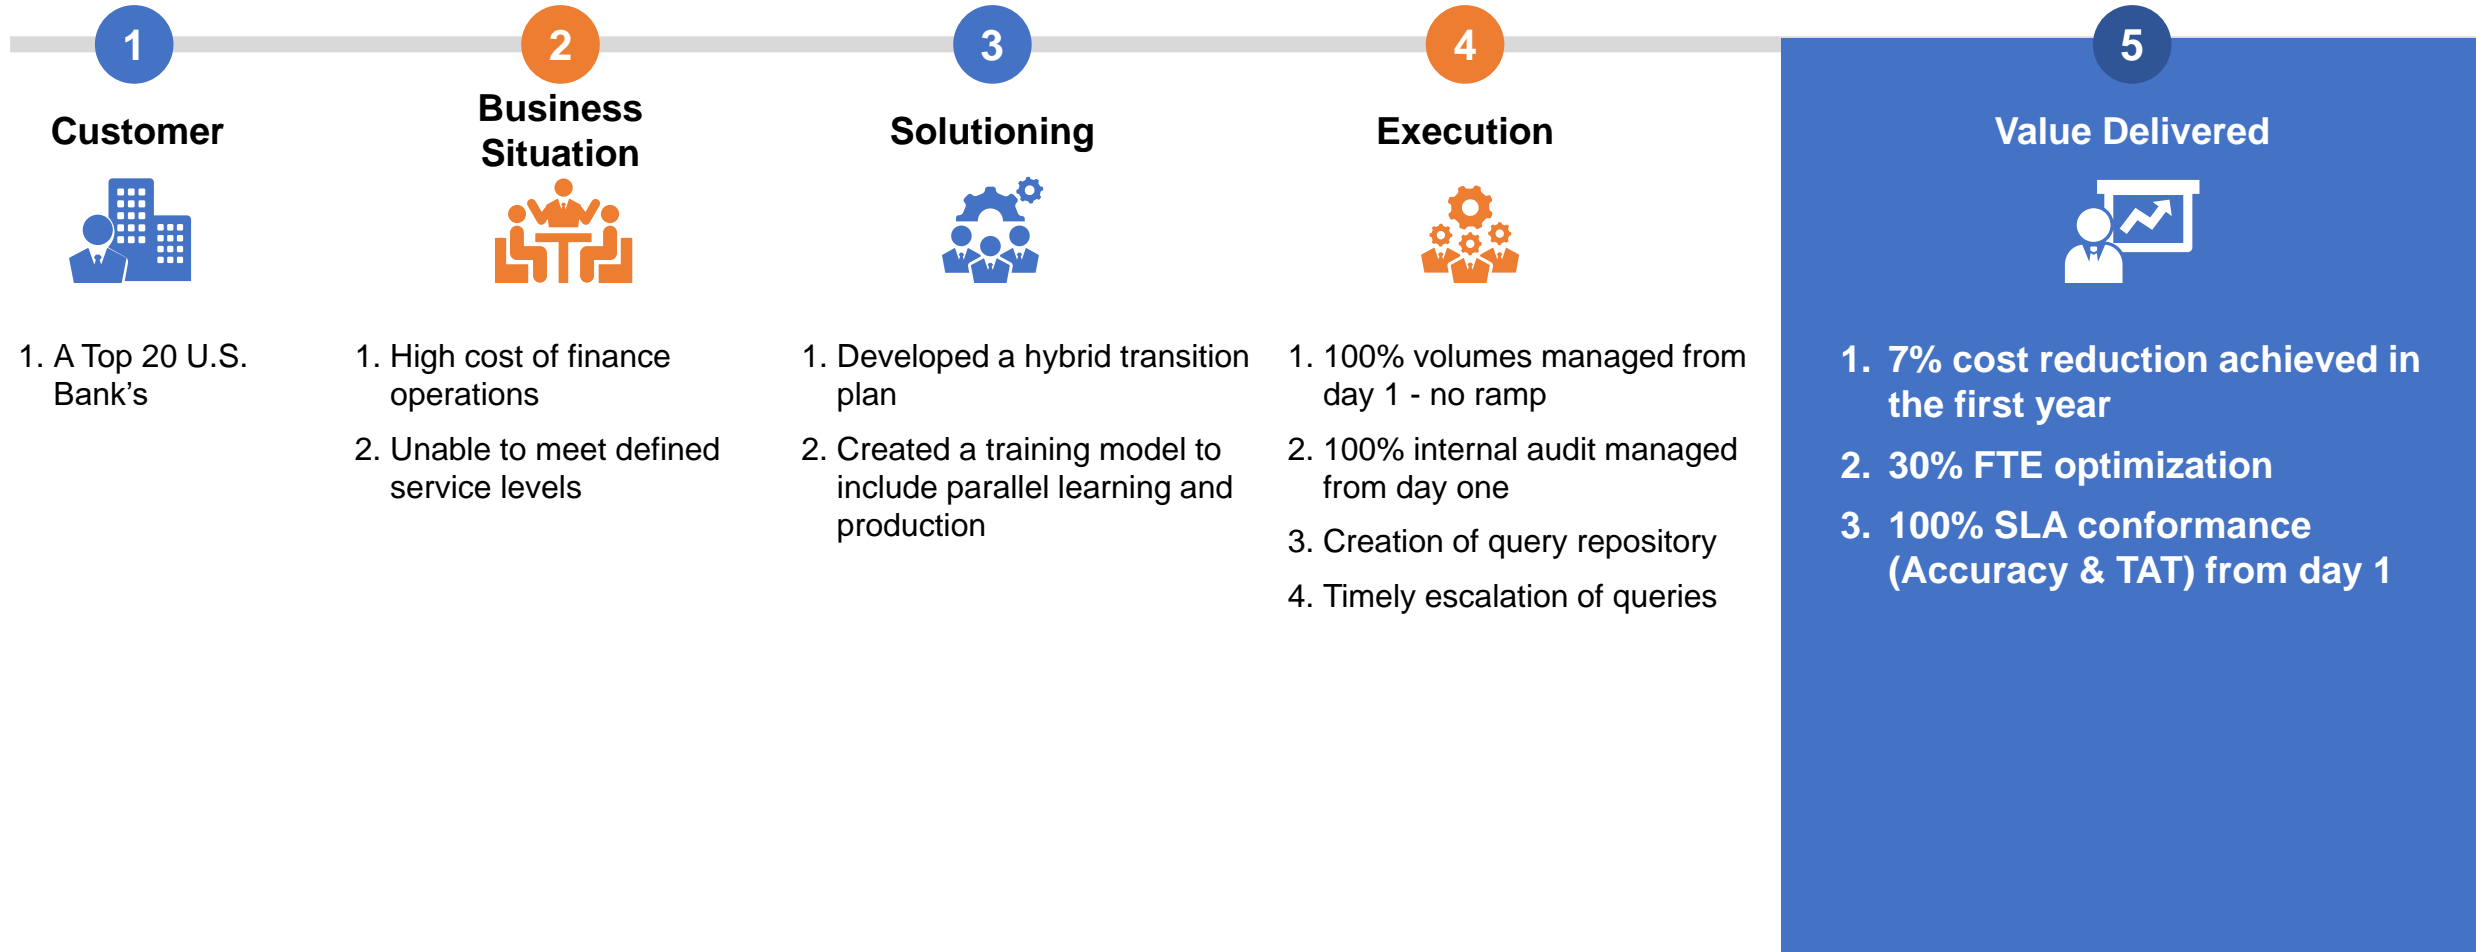 1
Customer
1. A Top 20 U.S.
Bank’s
2
Business
Situation
1. High cost of finance
operations
2. Unable to meet defined
service levels
3
Solutioning
1. Developed a hybrid transition
plan
2. Created a training model to
include parallel learning and
production
4
Execution
1. 100% volumes managed from
day 1 - no ramp
2. 100% internal audit managed
from day one
3. Creation of query repository
4. Timely escalation of queries
5
Value Delivered
1. 7% cost reduction achieved in
the first year
2. 30% FTE optimization
3. 100% SLA conformance
(Accuracy & TAT) from day 1